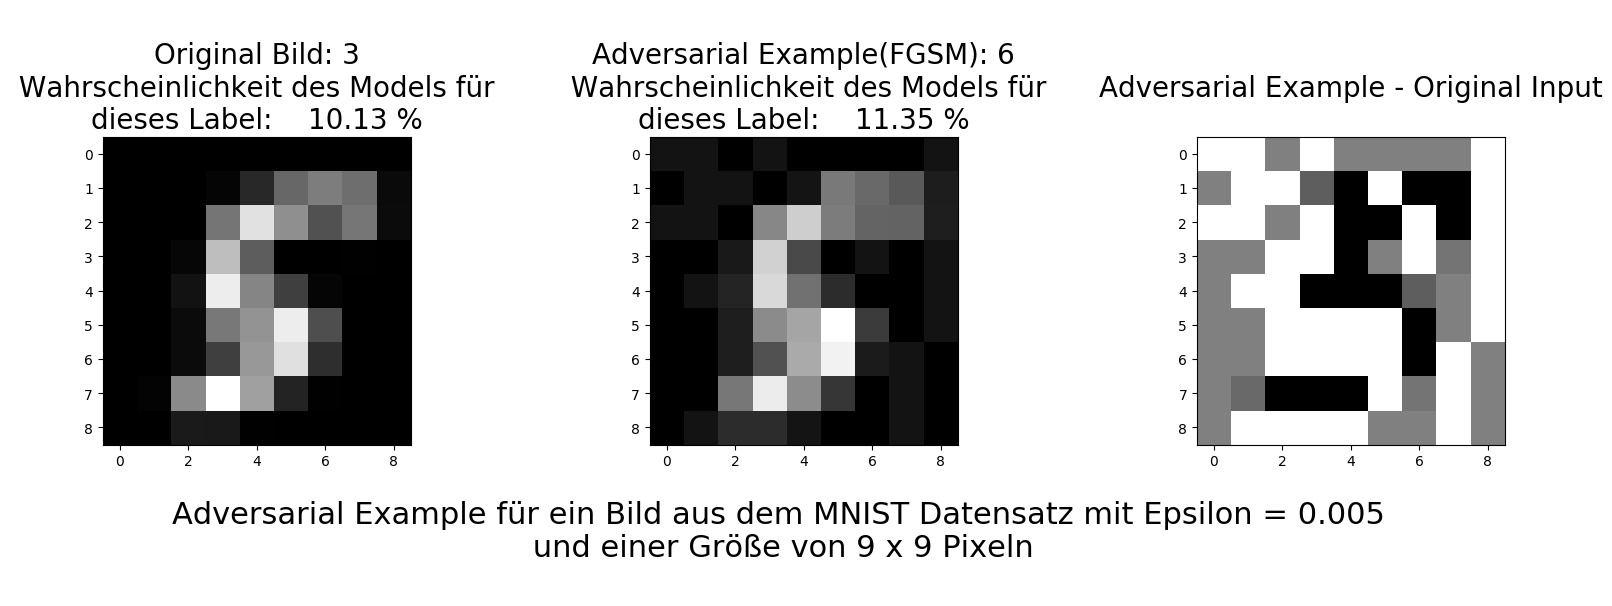 Original Bild: 3
Wahrscheinlichkeit des Models für
dieses Label: 10.13 %
0
1
2
3
4
5
6
7
8
0 2 4 6 8
Adversarial Example(FGSM): 6
Wahrscheinlichkeit des Models für
dieses Label: 11.35 %
0
1
2
3
4
5
6
7
8
0 2 4 6 8
Adversarial Example - Original Input
0
1
2
3
4
5
6
7
8
0 2 4 6 8
Adversarial Example für ein Bild aus dem MNIST Datensatz mit Epsilon = 0.005
und einer Größe von 9 x 9 Pixeln